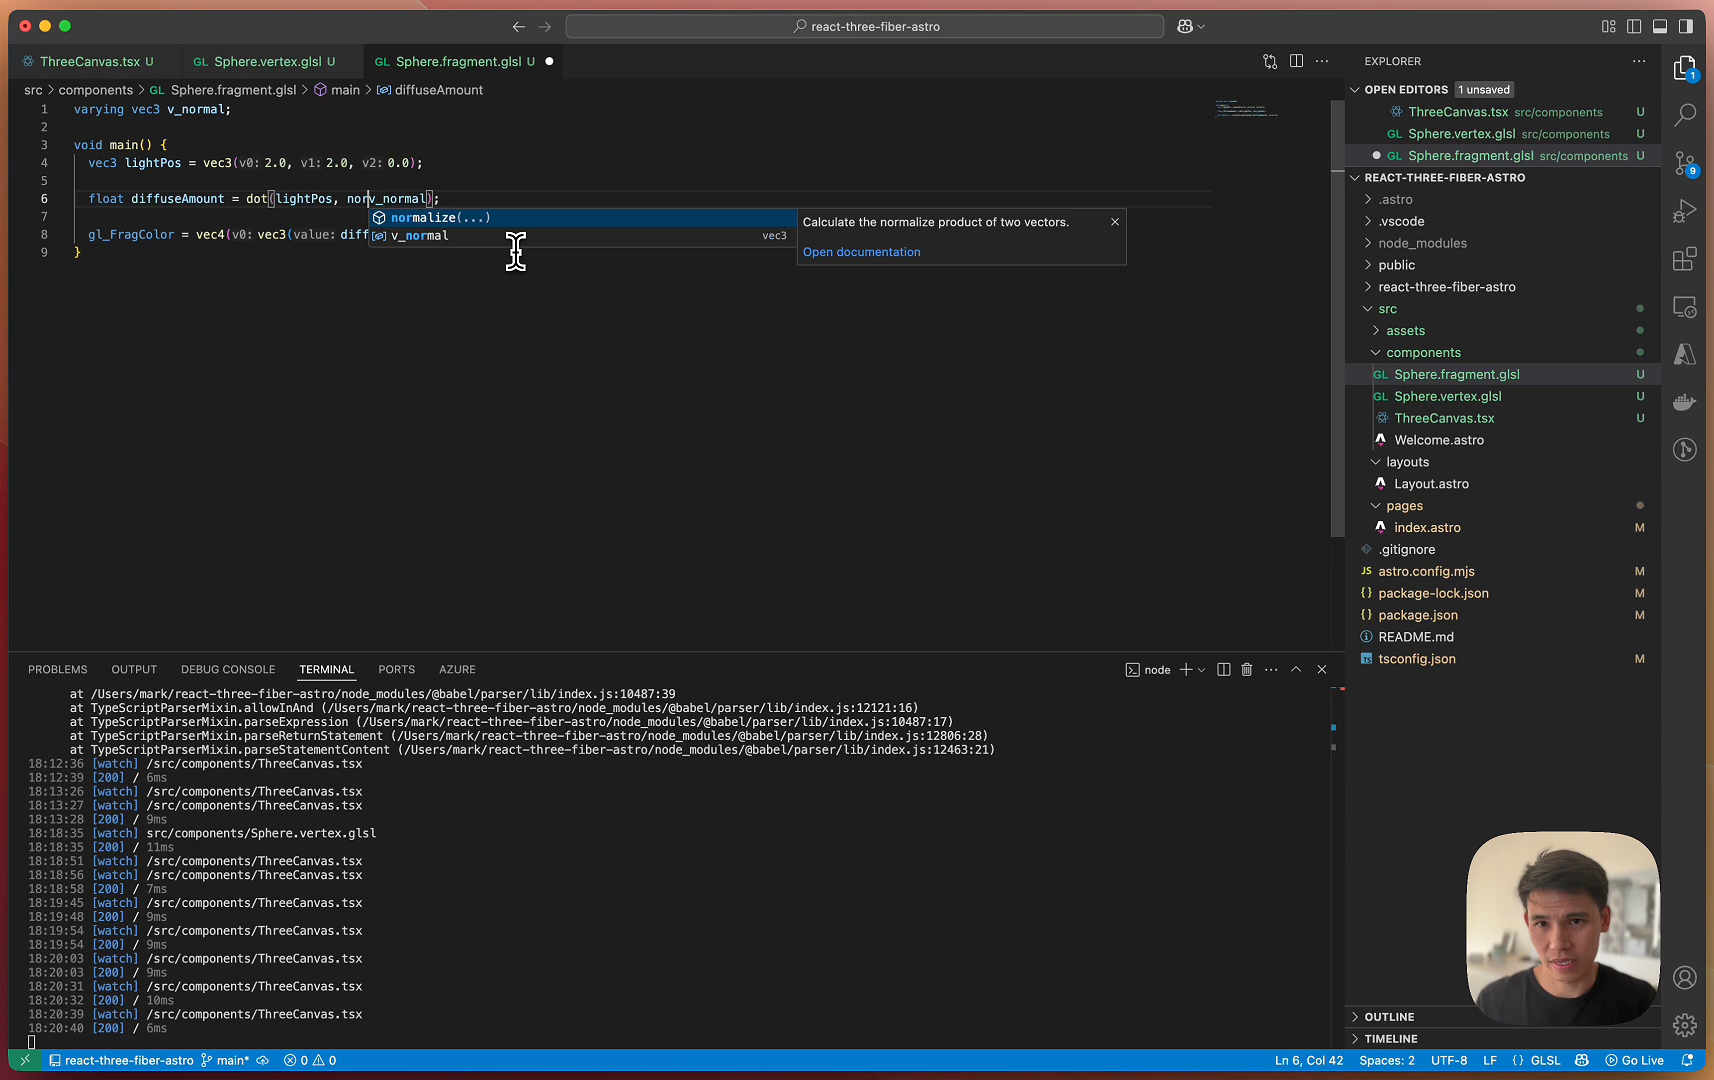 react-three-fiber-astro
ThreeCanvas.tsx U
GL Sphere.vertex.glsl U
GL Sphere.fragment.glsl U
src > components > GL Sphere.fragment.glsl > main > diffuseAmount
1 varying vec3 v_normal;
2
3 void main() {
4 vec3 lightPos = vec3(v0: 2.0, v1: 2.0, v2: 0.0);
5
6 float diffuseAmount = dot(lightPos, norv_normal);
7
8 gl_FragColor = vec4(v0: vec3(value: diff
9 }
normalize(...)
v_normal vec3
Calculate the normalize product of two vectors.
Open documentation
EXPLORER
OPEN EDITORS 1 unsaved
ThreeCanvas.tsx src/components U
GL Sphere.vertex.glsl src/components U
GL Sphere.fragment.glsl src/components U
REACT-THREE-FIBER-ASTRO
.astro
.vscode
node_modules
public
react-three-fiber-astro
src
assets
components
GL Sphere.fragment.glsl U
GL Sphere.vertex.glsl U
ThreeCanvas.tsx U
Welcome.astro
layouts
Layout.astro
pages
index.astro M
.gitignore
JS astro.config.mjs M
{} package-lock.json M
{} package.json M
README.md
TS tsconfig.json M
OUTLINE
TIMELINE
1
9
PROBLEMS OUTPUT DEBUG CONSOLE TERMINAL PORTS AZURE
node
at /Users/mark/react-three-fiber-astro/node_modules/@babel/parser/lib/index.js:10487:39
at TypeScriptParserMixin.allowInAnd (/Users/mark/react-three-fiber-astro/node_modules/@babel/parser/lib/index.js:12121:16)
at TypeScriptParserMixin.parseExpression (/Users/mark/react-three-fiber-astro/node_modules/@babel/parser/lib/index.js:10487:17)
at TypeScriptParserMixin.parseReturnStatement (/Users/mark/react-three-fiber-astro/node_modules/@babel/parser/lib/index.js:12806:28)
at TypeScriptParserMixin.parseStatementContent (/Users/mark/react-three-fiber-astro/node_modules/@babel/parser/lib/index.js:12463:21)
18:12:36 [watch] /src/components/ThreeCanvas.tsx
18:12:39 [200] / 6ms
18:13:26 [watch] /src/components/ThreeCanvas.tsx
18:13:27 [watch] /src/components/ThreeCanvas.tsx
18:13:28 [200] / 9ms
18:18:35 [watch] src/components/Sphere.vertex.glsl
18:18:35 [200] / 11ms
18:18:51 [watch] /src/components/ThreeCanvas.tsx
18:18:56 [watch] /src/components/ThreeCanvas.tsx
18:18:58 [200] / 7ms
18:19:45 [watch] /src/components/ThreeCanvas.tsx
18:19:48 [200] / 9ms
18:19:54 [watch] /src/components/ThreeCanvas.tsx
18:19:54 [200] / 9ms
18:20:03 [watch] /src/components/ThreeCanvas.tsx
18:20:03 [200] / 9ms
18:20:31 [watch] /src/components/ThreeCanvas.tsx
18:20:32 [200] / 10ms
18:20:39 [watch] /src/components/ThreeCanvas.tsx
18:20:40 [200] / 6ms
react-three-fiber-astro main* 0 0
Ln 6, Col 42 Spaces: 2 UTF-8 LF {} GLSL Go Live